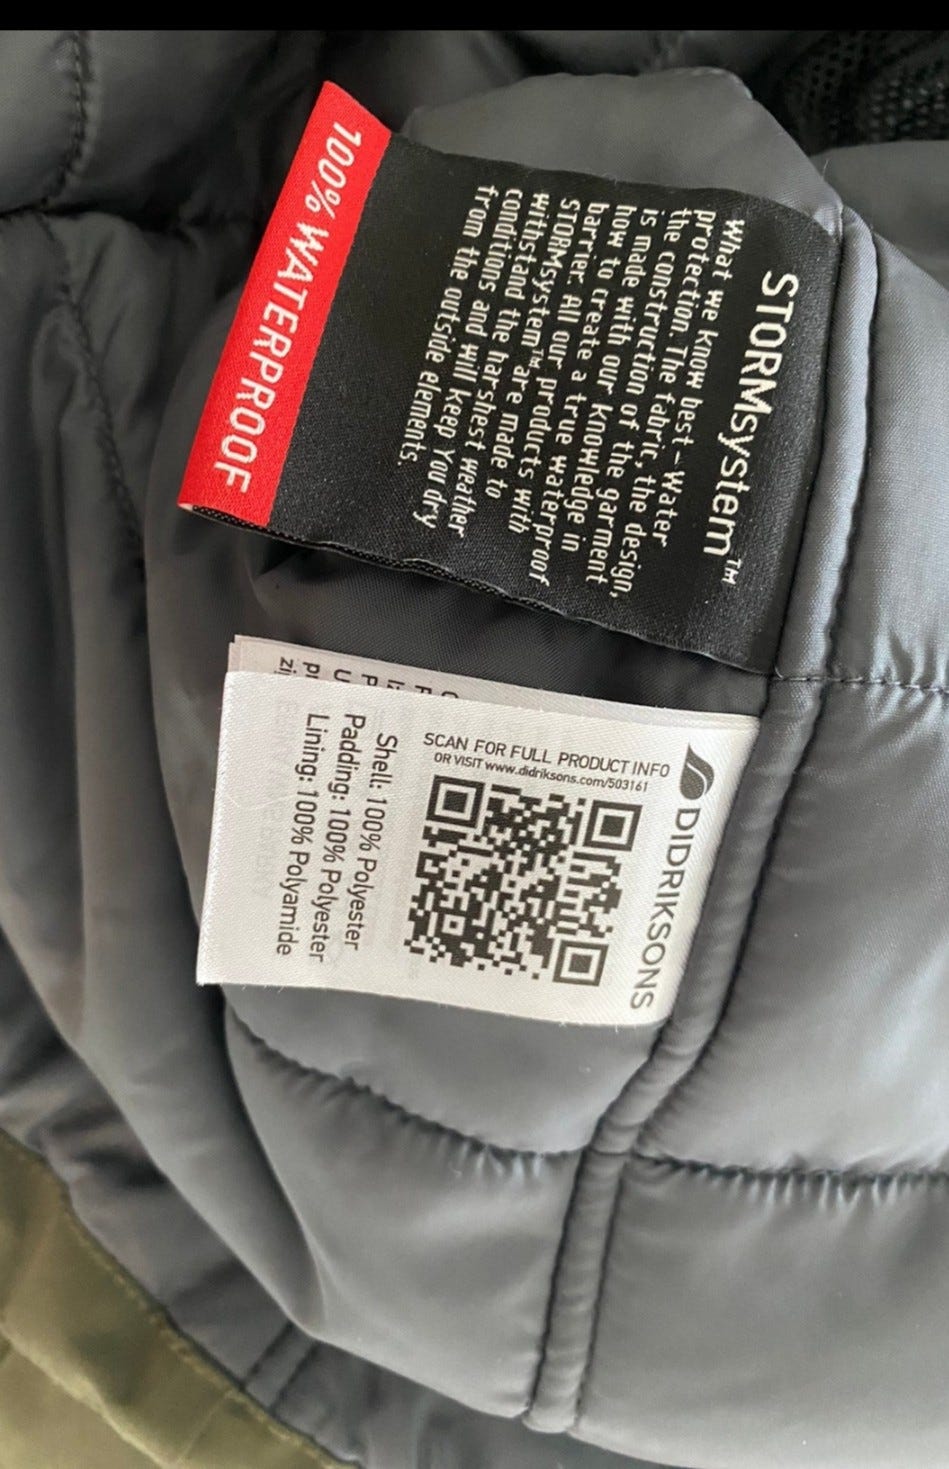 STORMsystem™
What we know best - water
protection. The fabric, the design,
the construction of the garment
is made with our knowledge in
how to create a true waterproof
barrier. All our products with
STORMsystem™ are made to
withstand the harshest weather
conditions and will keep you dry
from the outside elements.
100% WATERPROOF
DIDRIKSONS
SCAN FOR FULL PRODUCT INFO
OR VISIT www.didriksons.com/503161
Shell: 100% Polyester
Padding: 100% Polyester
Lining: 100% Polyamide